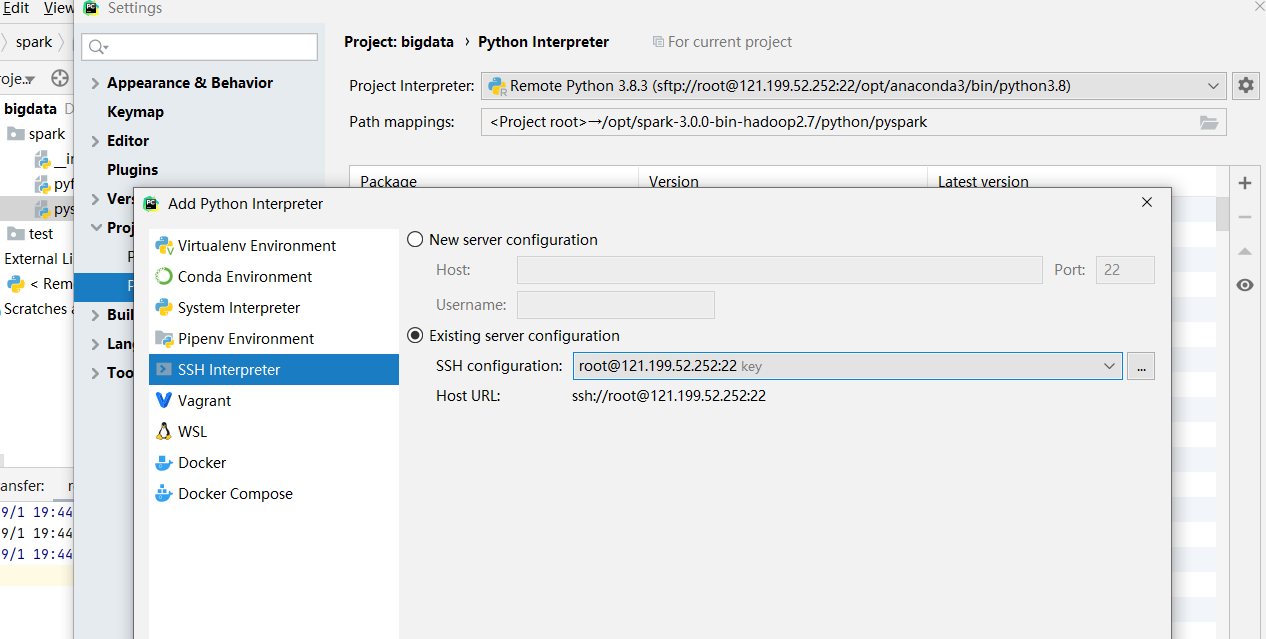 Edit View
Settings
spark
Project: bigdata › Python Interpreter
For current project
Project Interpreter: Remote Python 3.8.3 (sftp://root@121.199.52.252:22/opt/anaconda3/bin/python3.8)
Path mappings: <Project root>→/opt/spark-3.0.0-bin-hadoop2.7/python/pyspark
Package Version Latest version
Appearance & Behavior
Keymap
Editor
Plugins
Vers
Proj
P
P
Buil
Lang
Too
oje..
bigdata D
spark
__in
pyf
pys
test
External Li
< Rem
Scratches a
ansfer: r
9/1 19:44
9/1 19:44
9/1 19:44
Add Python Interpreter
Virtualenv Environment
Conda Environment
System Interpreter
Pipenv Environment
SSH Interpreter
Vagrant
WSL
Docker
Docker Compose
New server configuration
Host: Port: 22
Username:
Existing server configuration
SSH configuration: root@121.199.52.252:22 key ...
Host URL: ssh://root@121.199.52.252:22